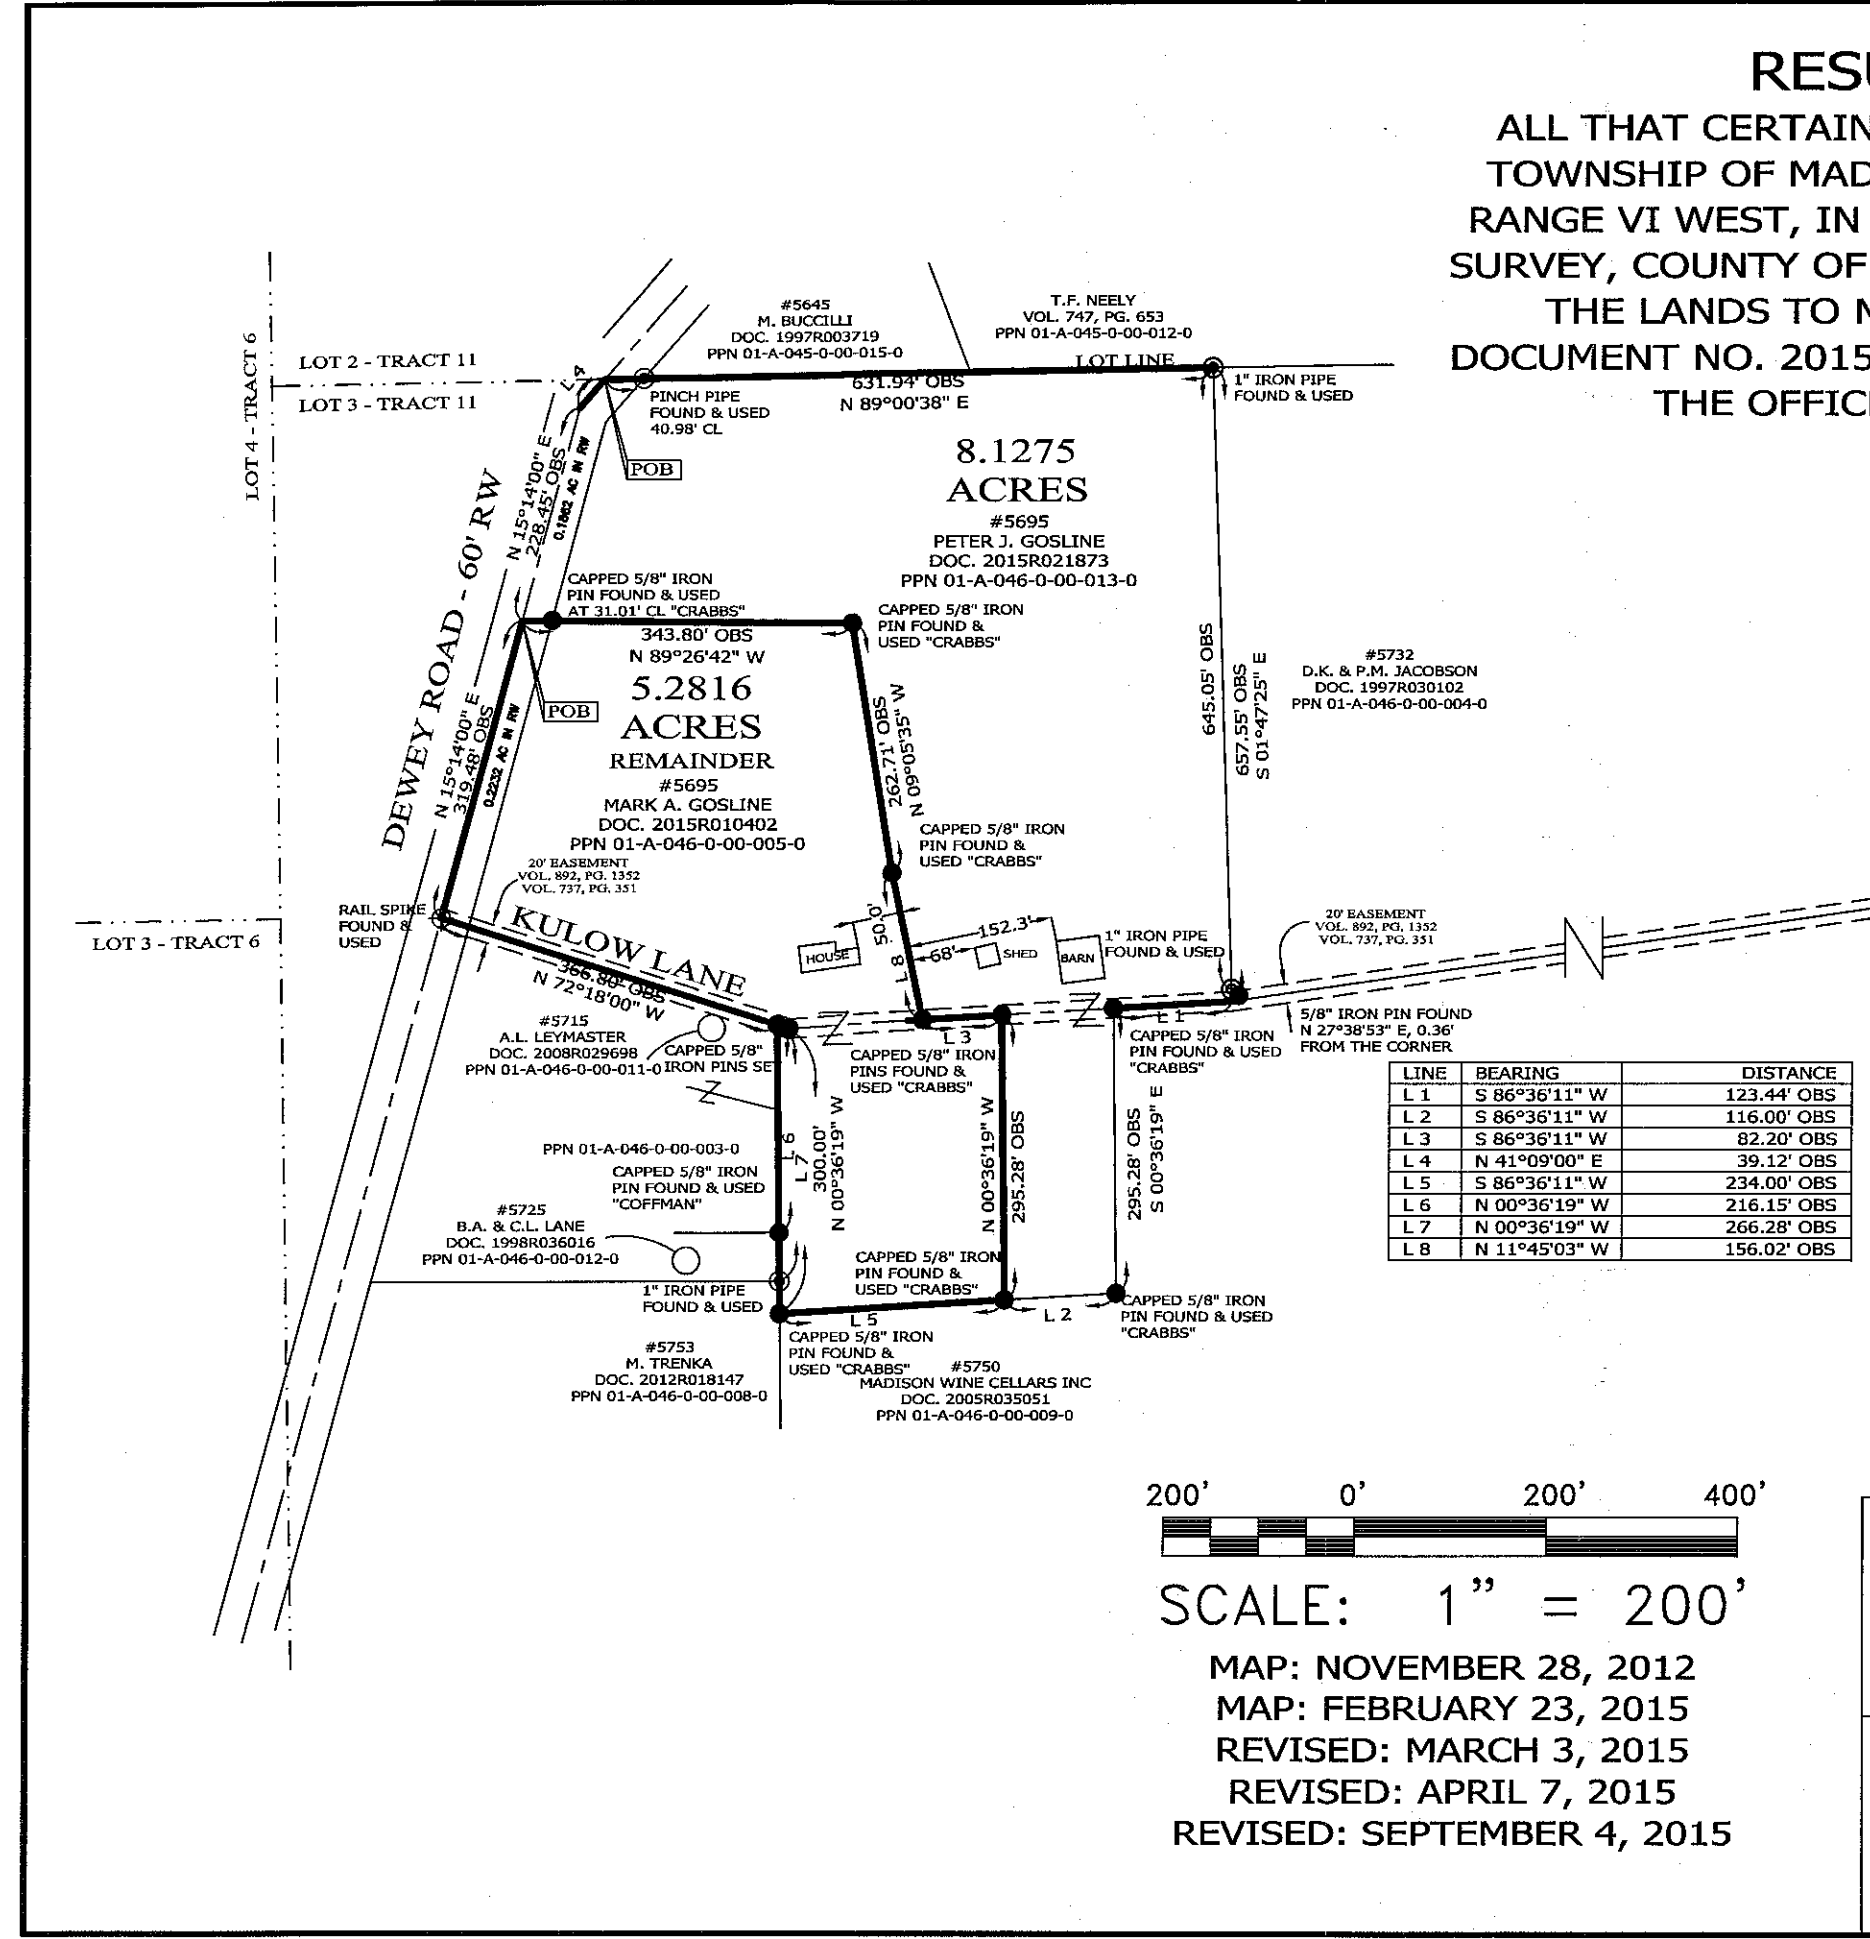 RESU
ALL THAT CERTAIN
TOWNSHIP OF MAD
RANGE VI WEST, IN
SURVEY, COUNTY OF
THE LANDS TO M
DOCUMENT NO. 2015
THE OFFIC
LOT 4 - TRACT 6
LOT 2 - TRACT 11
LOT 3 - TRACT 11
L 4
#5645
M. BUCCILLI
DOC. 1997R003719
PPN 01-A-045-0-00-015-0
T.F. NEELY
VOL. 747, PG. 653
PPN 01-A-045-0-00-012-0
LOT LINE
631.94' OBS
N 89°00'38" E
PINCH PIPE
FOUND & USED
40.98' CL
1" IRON PIPE
FOUND & USED
POB
8.1275
ACRES
#5695
PETER J. GOSLINE
DOC. 2015R021873
PPN 01-A-046-0-00-013-0
DEWEY ROAD - 60' RW
N 15°14'00" E
228.45' OBS
0.1862 AC IN RW
CAPPED 5/8" IRON
PIN FOUND & USED
AT 31.01' CL "CRABBS"
343.80' OBS
N 89°26'42" W
CAPPED 5/8" IRON
PIN FOUND &
USED "CRABBS"
645.05' OBS
657.55' OBS
S 01°47'25" E
#5732
D.K. & P.M. JACOBSON
DOC. 1997R030102
PPN 01-A-046-0-00-004-0
POB
5.2816
ACRES
REMAINDER
#5695
MARK A. GOSLINE
DOC. 2015R010402
PPN 01-A-046-0-00-005-0
N 15°14'00" E
319.48' OBS
0.2232 AC IN RW
262.71' OBS
N 09°05'35" W
CAPPED 5/8" IRON
PIN FOUND &
USED "CRABBS"
20' EASEMENT
VOL. 892, PG. 1352
VOL. 737, PG. 351
RAIL SPIKE
FOUND &
USED
LOT 3 - TRACT 6
KULOW LANE
366.80' OBS
N 72°18'00" W
HOUSE
50.0'
L 8
68'
152.3'
SHED
BARN
1" IRON PIPE
FOUND & USED
20' EASEMENT
VOL. 892, PG. 1352
VOL. 737, PG. 351
5/8" IRON PIN FOUND
N 27°38'53" E, 0.36'
FROM THE CORNER
L 1
L 3
#5715
A.L. LEYMASTER
DOC. 2008R029698
PPN 01-A-046-0-00-011-0
CAPPED 5/8"
IRON PINS SE
CAPPED 5/8" IRON
PINS FOUND &
USED "CRABBS"
CAPPED 5/8" IRON
PIN FOUND & USED
"CRABBS"
LINE BEARING DISTANCE
L 1 S 86°36'11" W 123.44' OBS
L 2 S 86°36'11" W 116.00' OBS
L 3 S 86°36'11" W 82.20' OBS
L 4 N 41°09'00" E 39.12' OBS
L 5 S 86°36'11" W 234.00' OBS
L 6 N 00°36'19" W 216.15' OBS
L 7 N 00°36'19" W 266.28' OBS
L 8 N 11°45'03" W 156.02' OBS
L 6
L 7
300.00'
N 00°36'19" W
N 00°36'19" W
295.28' OBS
295.28' OBS
S 00°36'19" E
PPN 01-A-046-0-00-003-0
CAPPED 5/8" IRON
PIN FOUND & USED
"COFFMAN"
#5725
B.A. & C.L. LANE
DOC. 1998R036016
PPN 01-A-046-0-00-012-0
1" IRON PIPE
FOUND & USED
CAPPED 5/8" IRON
PIN FOUND &
USED "CRABBS"
L 5
L 2
CAPPED 5/8" IRON
PIN FOUND & USED
"CRABBS"
CAPPED 5/8" IRON
PIN FOUND &
USED "CRABBS"
#5753
M. TRENKA
DOC. 2012R018147
PPN 01-A-046-0-00-008-0
#5750
MADISON WINE CELLARS INC
DOC. 2005R035051
PPN 01-A-046-0-00-009-0
200' 0' 200' 400'
SCALE: 1" = 200'
MAP: NOVEMBER 28, 2012
MAP: FEBRUARY 23, 2015
REVISED: MARCH 3, 2015
REVISED: APRIL 7, 2015
REVISED: SEPTEMBER 4, 2015